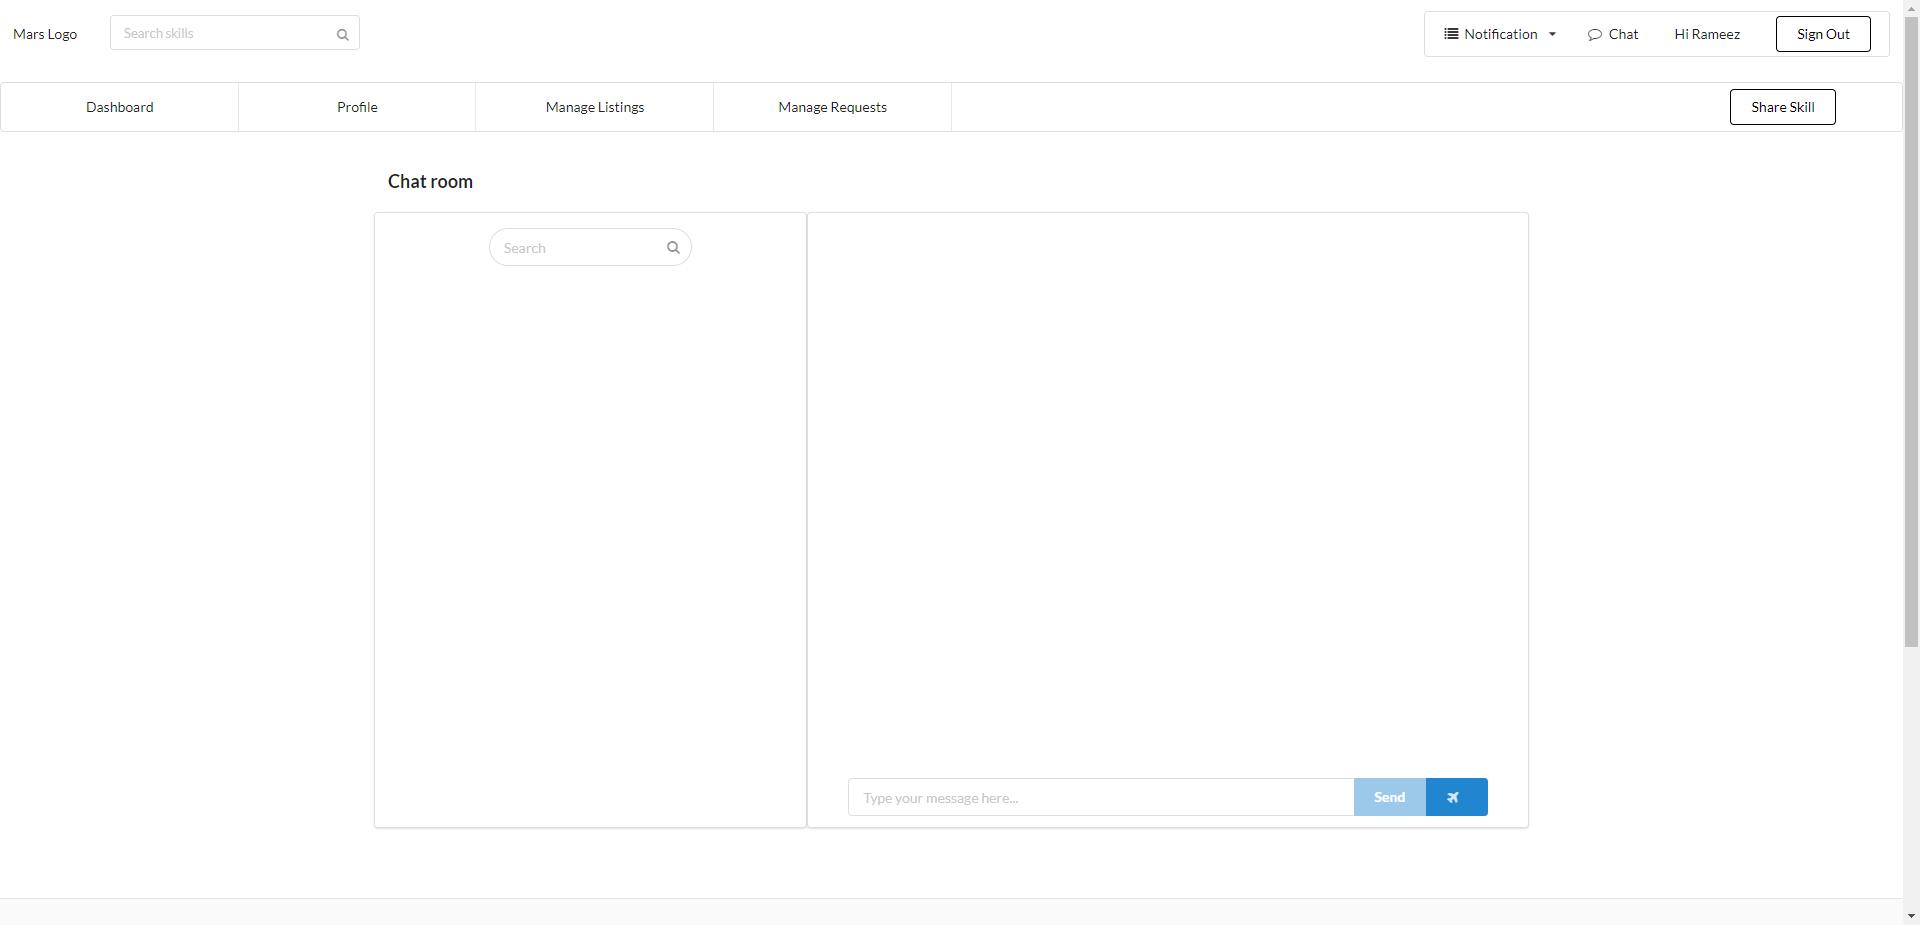 Mars Logo
Search skills
Notification
Chat
Hi Rameez
Sign Out
Dashboard
Profile
Manage Listings
Manage Requests
Share Skill
Chat room
Search
Type your message here...
Send